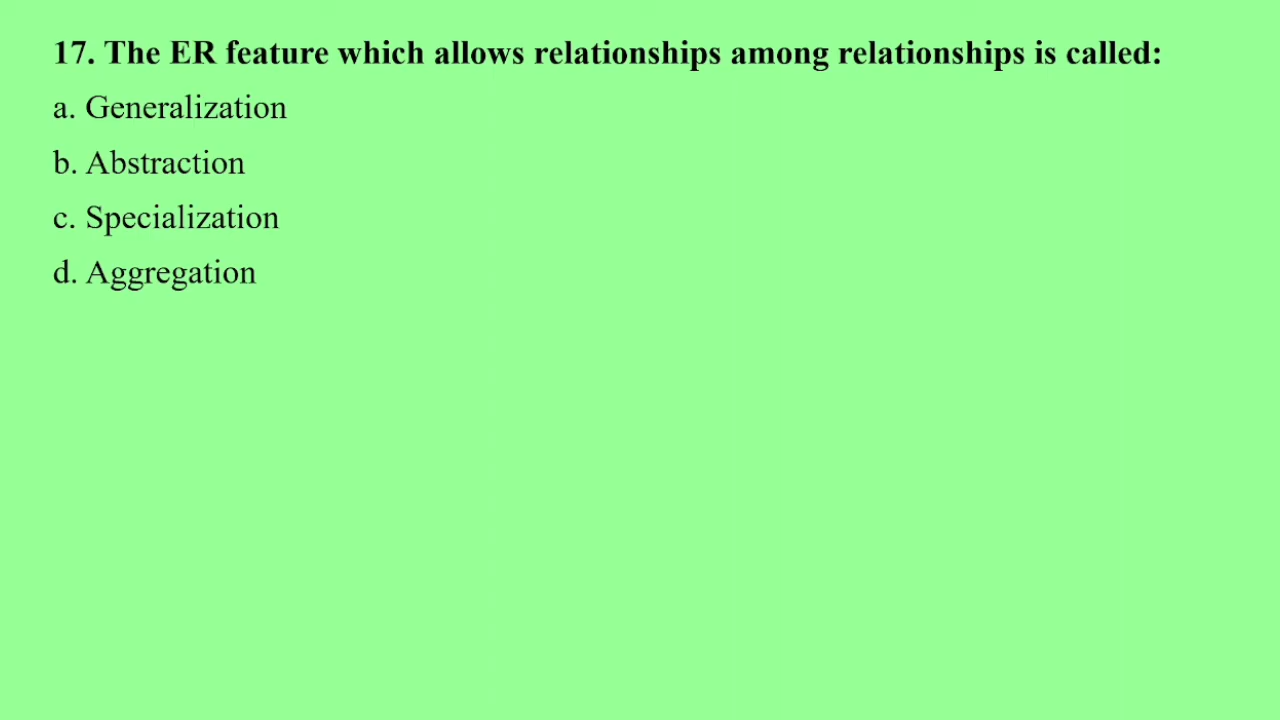 17. The ER feature which allows relationships among relationships is called:
a. Generalization
b. Abstraction
c. Specialization
d. Aggregation